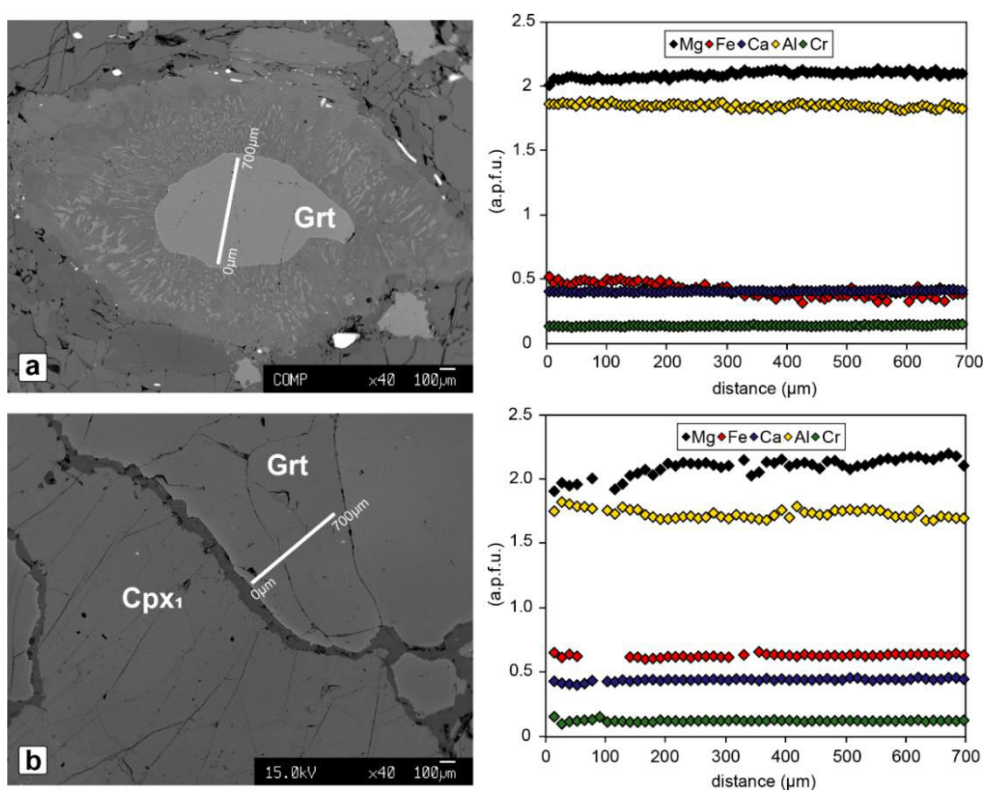 700µm
Grt
0µm
a
COMP ×40 100µm
2.5
2
1.5
1
0.5
0
(a.p.f.u.)
Mg Fe Ca Al Cr
0 100 200 300 400 500 600 700
distance (µm)
Grt
700µm
0µm
Cpx₁
b
15.0kV ×40 100µm
2.5
2.0
1.5
1.0
0.5
0
(a.p.f.u.)
Mg Fe Ca Al Cr
0 100 200 300 400 500 600 700
distance (µm)